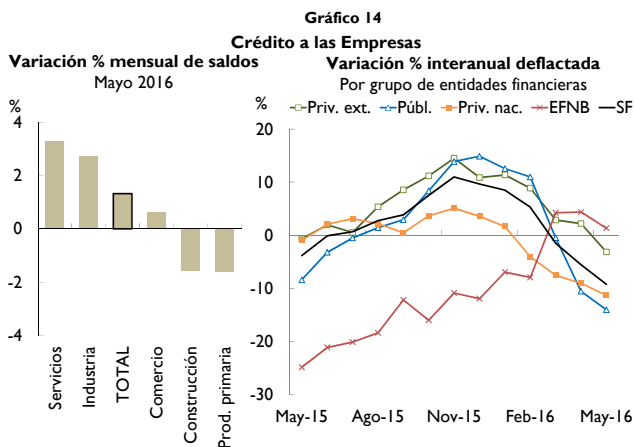 Gráfico 14
Crédito a las Empresas
Variación % mensual de saldos
Mayo 2016
%
4
2
0
-2
-4
Servicios
Industria
TOTAL
Comercio
Construcción
Prod. primaria
Variación % interanual deflactada
Por grupo de entidades financieras
%
Priv. ext. Públ. Priv. nac. EFNB SF
20
10
0
-10
-20
-30
May-15 Ago-15 Nov-15 Feb-16 May-16